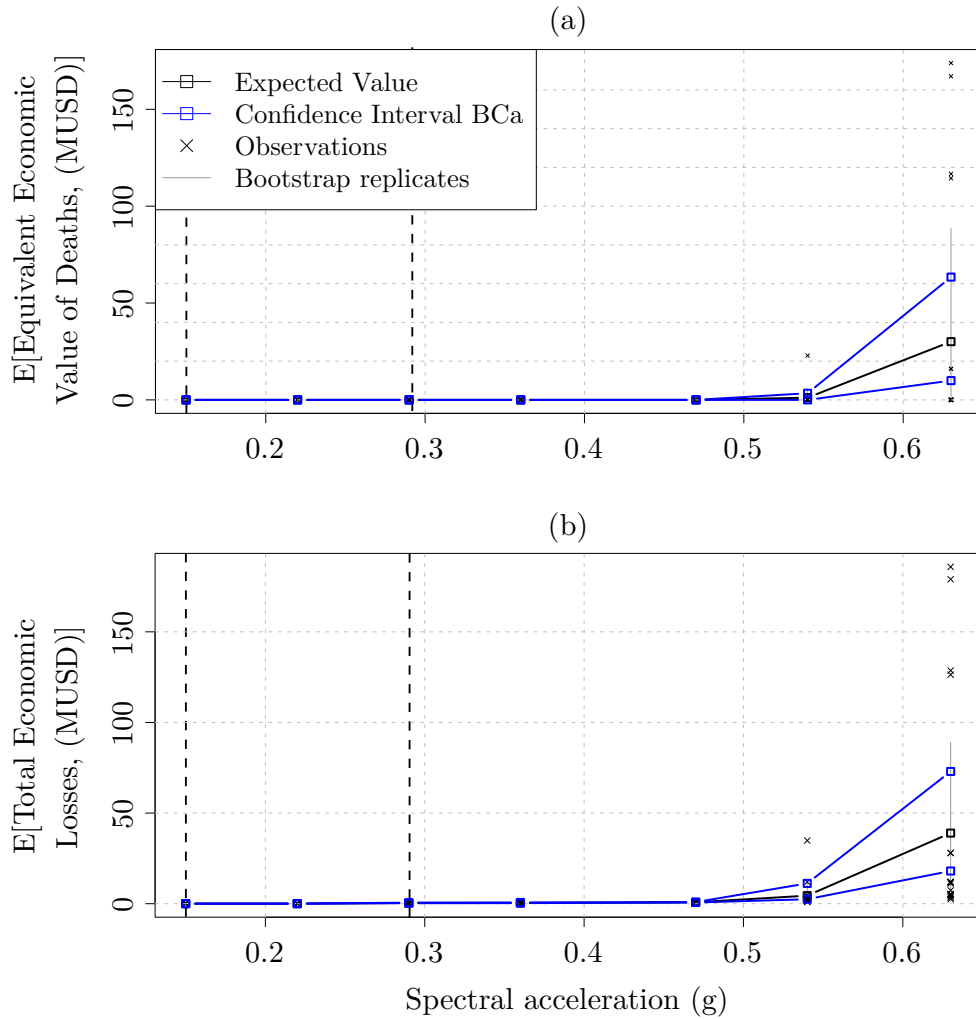 (a)
E[Equivalent Economic
Value of Deaths, (MUSD)]
150
100
50
0
Expected Value
Confidence Interval BCa
Observations
Bootstrap replicates
0.2 0.3 0.4 0.5 0.6
(b)
E[Total Economic
Losses, (MUSD)]
150
100
50
0
0.2 0.3 0.4 0.5 0.6
Spectral acceleration (g)